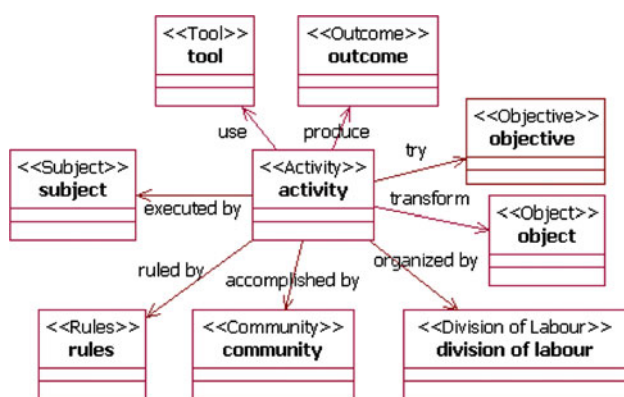 <<Tool>>
tool
<<Outcome>>
outcome
use
produce
<<Objective>>
objective
try
<<Subject>>
subject
<<Activity>>
activity
executed by
transform
<<Object>>
object
ruled by
accomplished by
organized by
<<Rules>>
rules
<<Community>>
community
<<Division of Labour>>
division of labour